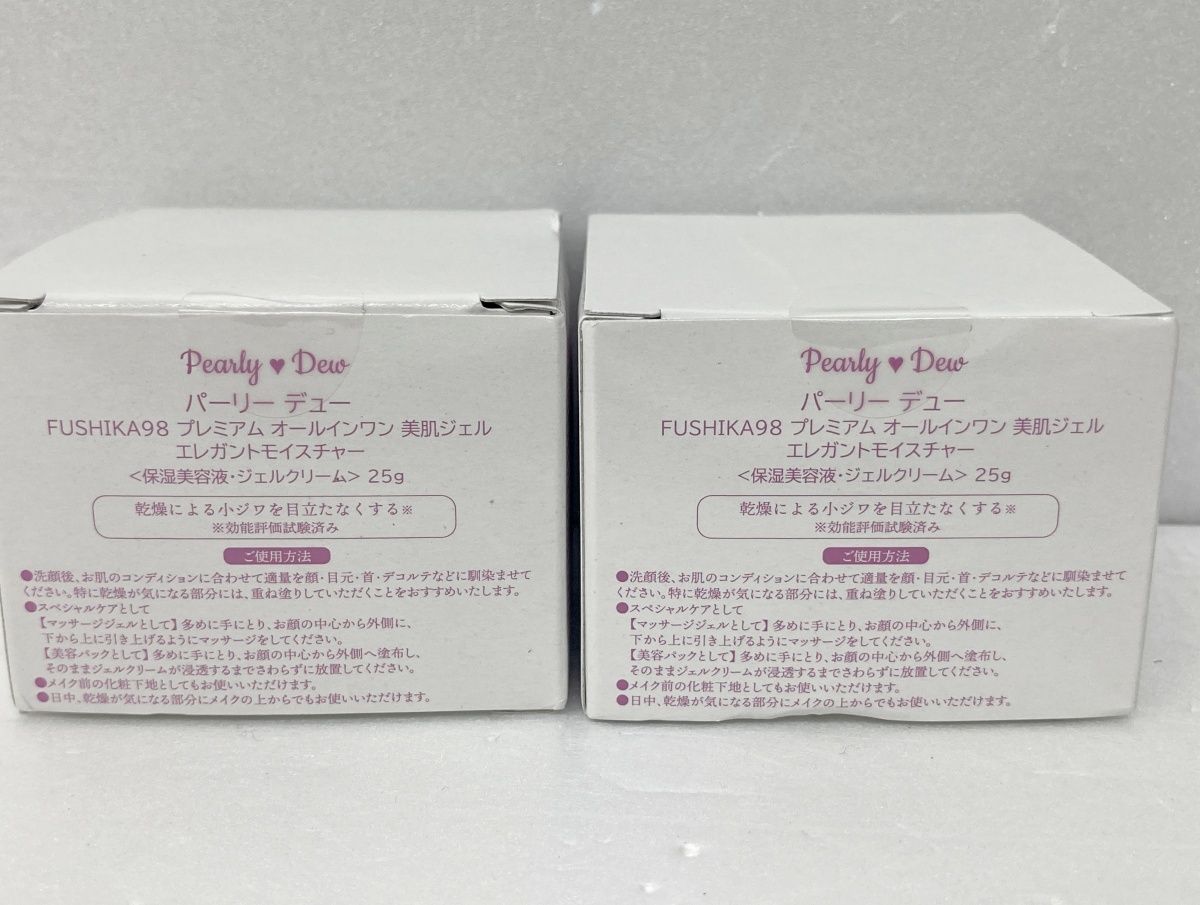 Pearly ♥ Dew
パーリー デュー
FUSHIKA98 プレミアム オールインワン 美肌ジェル
エレガントモイスチャー
<保湿美容液・ジェルクリーム> 25g
乾燥による小ジワを目立たなくする※
※効能評価試験済み
ご使用方法
●洗顔後、お肌のコンディションに合わせて適量を顔・目元・首・デコルテなどに馴染ませて
ください。特に乾燥が気になる部分には、重ね塗りしていただくことをおすすめいたします。
●スペシャルケアとして
【マッサージジェルとして】多めに手にとり、お顔の中心から外側に、
下から上に引き上げるようにマッサージをしてください。
【美容パックとして】多めに手にとり、お顔の中心から外側へ塗布し、
そのままジェルクリームが浸透するまでさわらずに放置してください。
●メイク前の化粧下地としてもお使いいただけます。
●日中、乾燥が気になる部分にメイクの上からでもお使いいただけます。
Pearly ♥ Dew
パーリー デュー
FUSHIKA98 プレミアム オールインワン 美肌ジェル
エレガントモイスチャー
<保湿美容液・ジェルクリーム> 25g
乾燥による小ジワを目立たなくする※
※効能評価試験済み
ご使用方法
●洗顔後、お肌のコンディションに合わせて適量を顔・目元・首・デコルテなどに馴染ませて
ください。特に乾燥が気になる部分には、重ね塗りしていただくことをおすすめいたします。
●スペシャルケアとして
【マッサージジェルとして】多めに手にとり、お顔の中心から外側に、
下から上に引き上げるようにマッサージをしてください。
【美容パックとして】多めに手にとり、お顔の中心から外側へ塗布し、
そのままジェルクリームが浸透するまでさわらずに放置してください。
●メイク前の化粧下地としてもお使いいただけます。
●日中、乾燥が気になる部分にメイクの上からでもお使いいただけます。